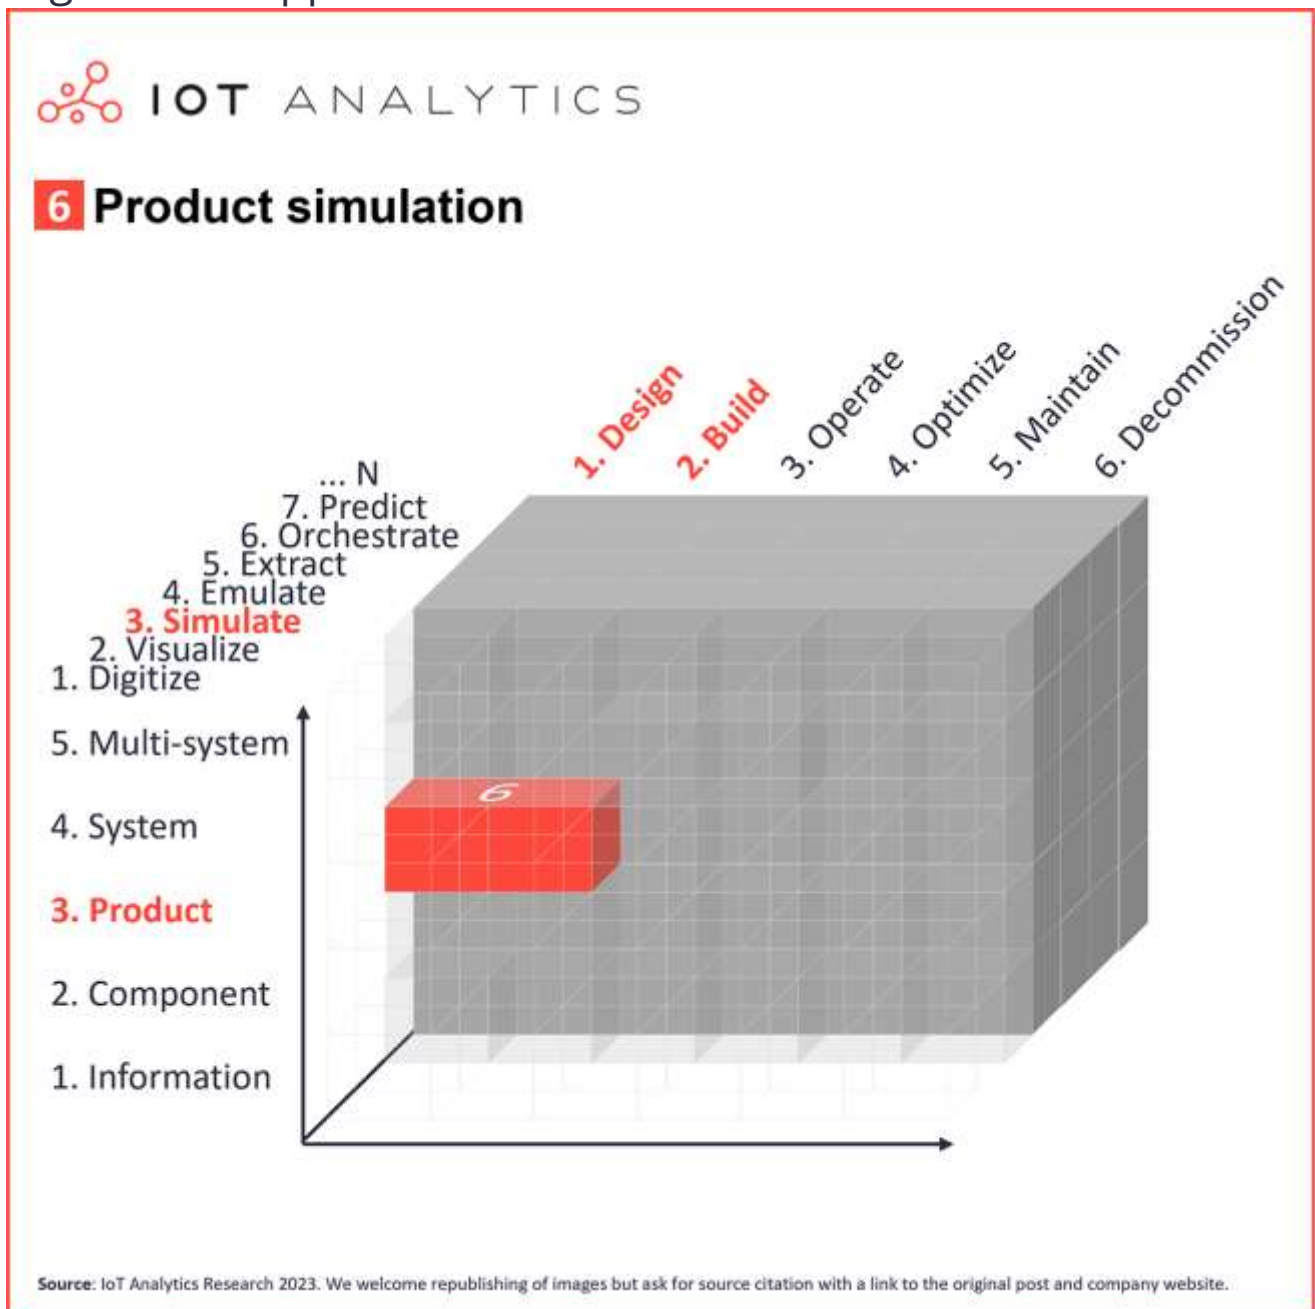 IOT ANALYTICS
6 Product simulation
1. Design
2. Build
3. Operate
4. Optimize
5. Maintain
6. Decommission
... N
7. Predict
6. Orchestrate
5. Extract
4. Emulate
3. Simulate
2. Visualize
1. Digitize
5. Multi-system
4. System
3. Product
2. Component
1. Information
6
Source: IoT Analytics Research 2023. We welcome republishing of images but ask for source citation with a link to the original post and company website.